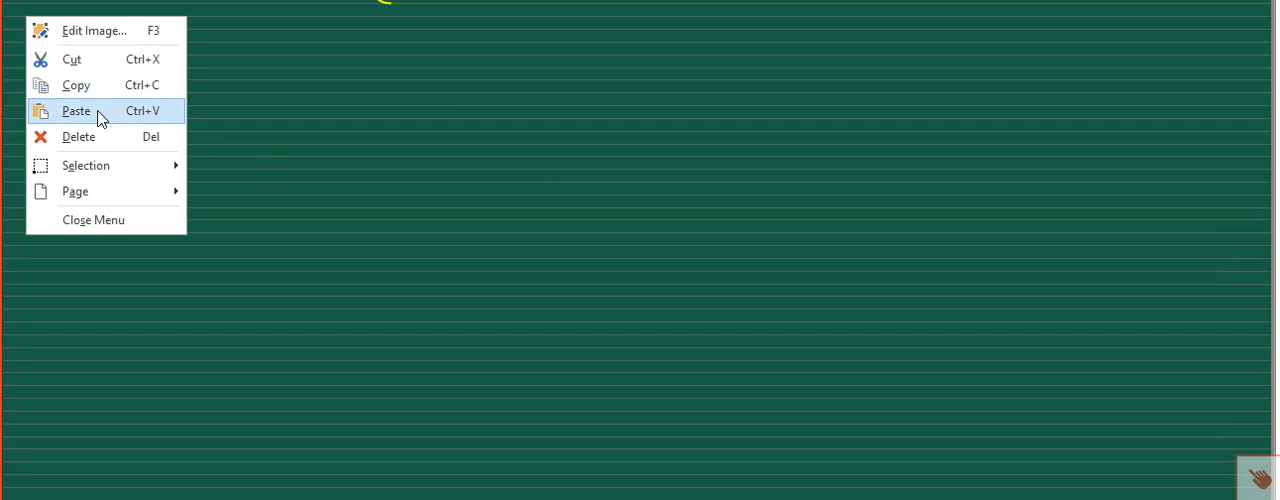 Edit Image... F3
Cut Ctrl+X
Copy Ctrl+C
Paste Ctrl+V
Delete Del
Selection
Page
Close Menu